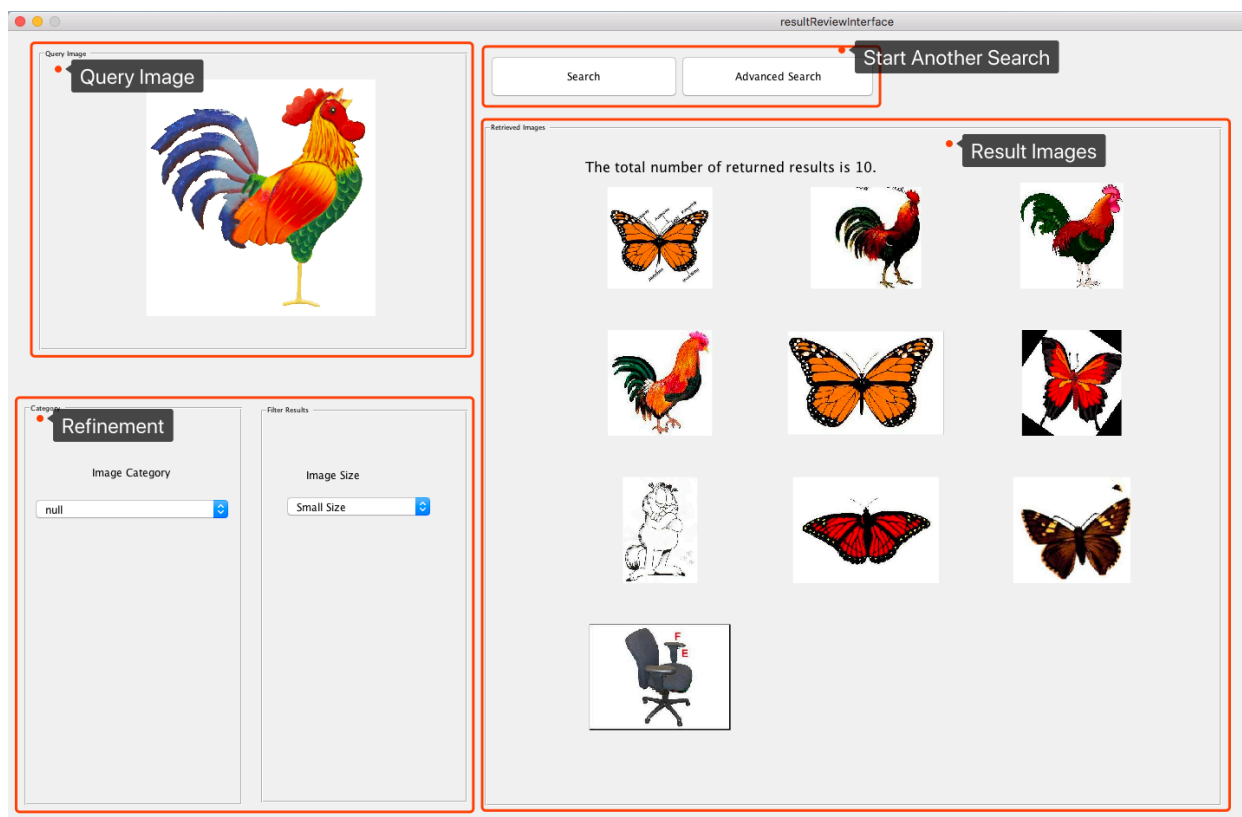 resultReviewInterface
Query Image
Query Image
Search
Advanced Search
Start Another Search
Retrieved Images
Result Images
The total number of returned results is 10.
Category
Refinement
Image Category
null
Filter Results
Image Size
Small Size
F
E